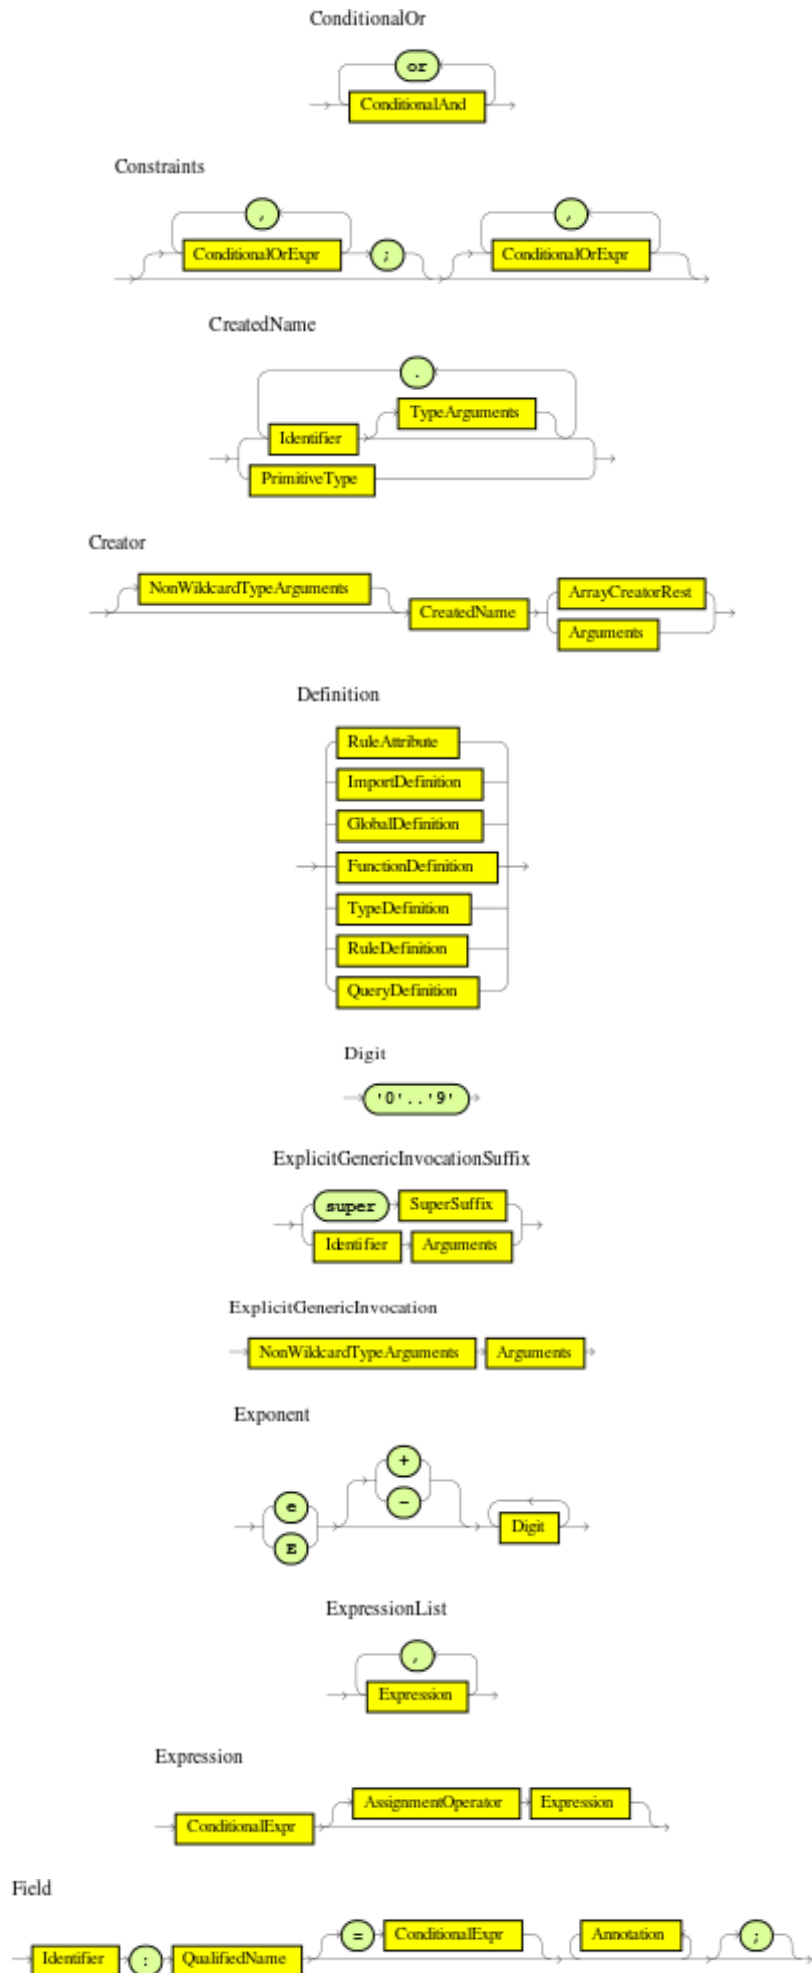 ConditionalOr
or
ConditionalAnd
Constraints
, ,
ConditionalOrExpr ; ConditionalOrExpr
CreatedName
.
TypeArguments
Identifier
PrimitiveType
Creator
NonWildcardTypeArguments ArrayCreatorRest
CreatedName
Arguments
Definition
RuleAttribute
ImportDefinition
GlobalDefinition
FunctionDefinition
TypeDefinition
RuleDefinition
QueryDefinition
Digit
'0'..'9'
ExplicitGenericInvocationSuffix
super SuperSuffix
Identifier Arguments
ExplicitGenericInvocation
NonWildcardTypeArguments Arguments
Exponent
+
-
e
E
Digit
ExpressionList
,
Expression
Expression
AssignmentOperator Expression
ConditionalExpr
Field
= ConditionalExpr Annotation ;
Identifier : QualifiedName